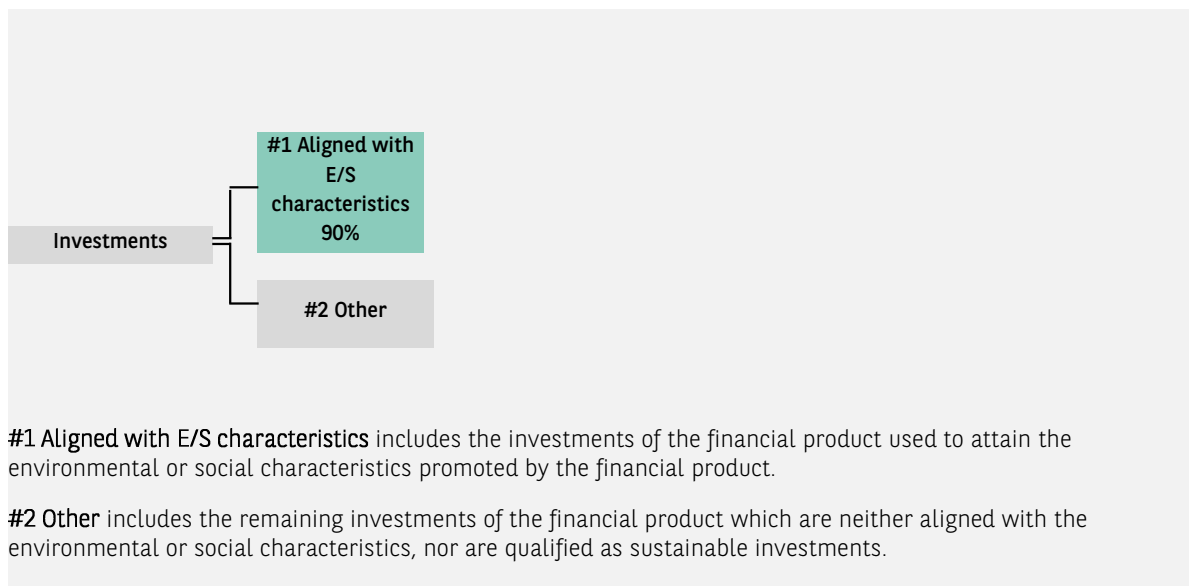 #1 Aligned with
E/S
characteristics
90%
Investments
#2 Other
#1 Aligned with E/S characteristics includes the investments of the financial product used to attain the
environmental or social characteristics promoted by the financial product.
#2 Other includes the remaining investments of the financial product which are neither aligned with the
environmental or social characteristics, nor are qualified as sustainable investments.